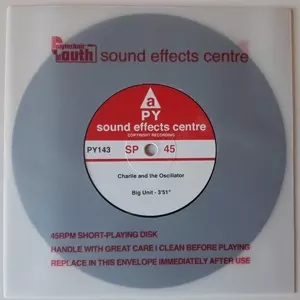 Youth
sound effects centre
a
PY
sound effects centre
COPYRIGHT RECORDING
PY143 SP 45
Charlie and the Oscillator
Big Unit - 3'51"
45RPM SHORT-PLAYING DISK
HANDLE WITH GREAT CARE I CLEAN BEFORE PLAYING
REPLACE IN THIS ENVELOPE IMMEDIATELY AFTER USE